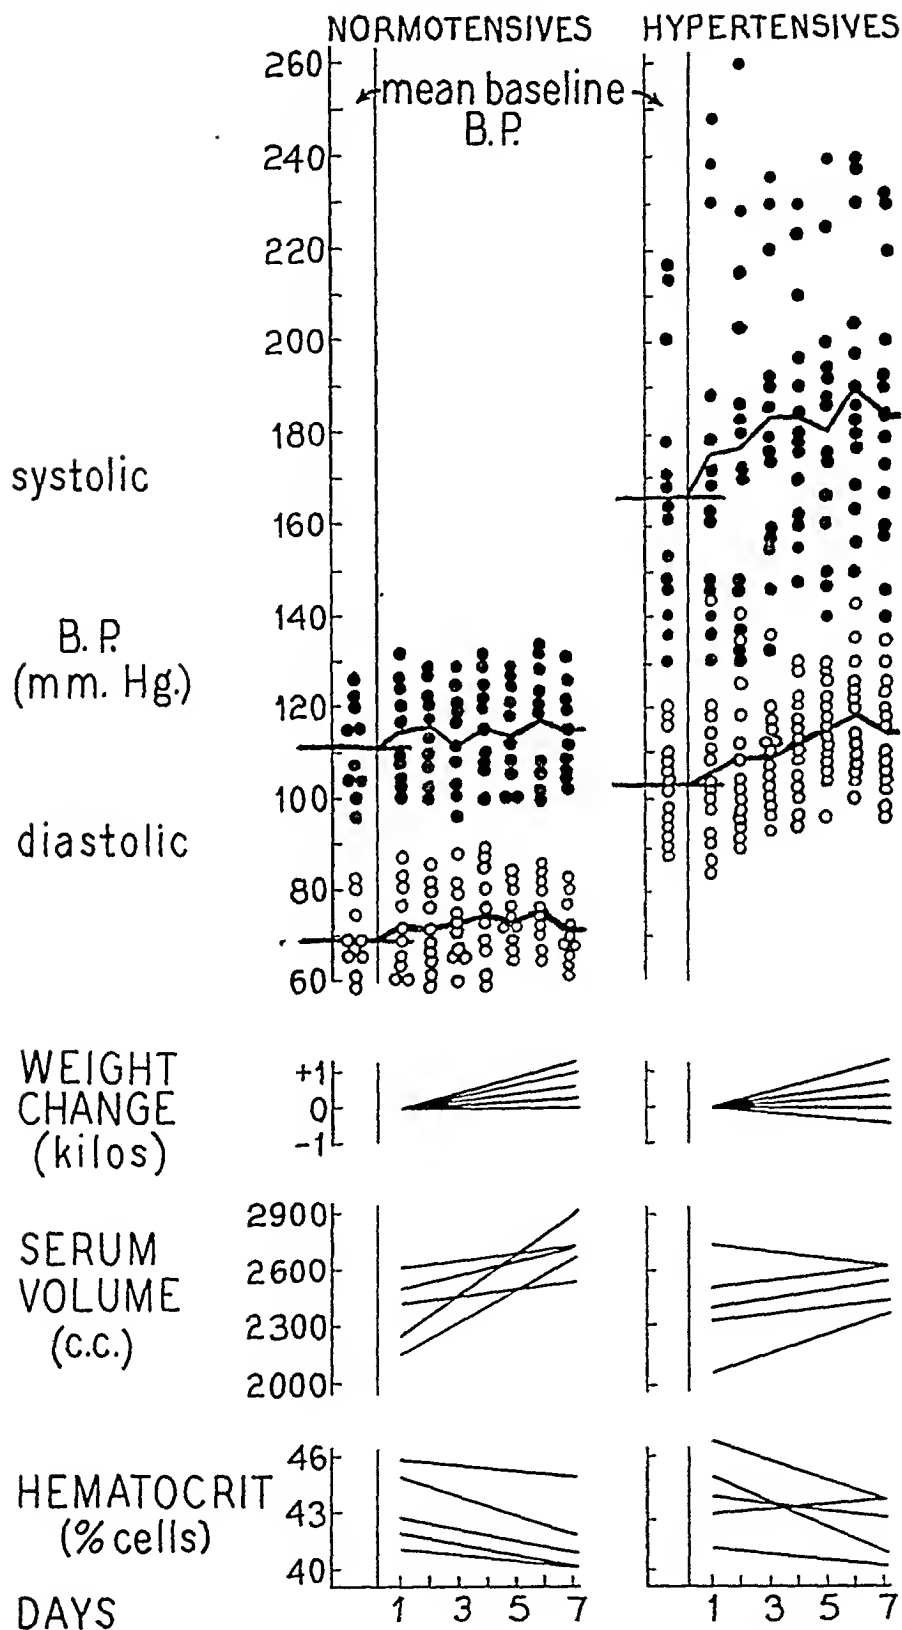 NORMOTENSIVES HYPERTENSIVES
mean baseline
B.P.
260
240
220
200
180
systolic
160
140
B.P.
(mm. Hg.)
120
100
diastolic
80
60
WEIGHT
CHANGE
(kilos)
+1
0
-1
SERUM
VOLUME
(c.c.)
2900
2600
2300
2000
HEMATOCRIT
(% cells)
46
43
40
DAYS 1 3 5 7 1 3 5 7